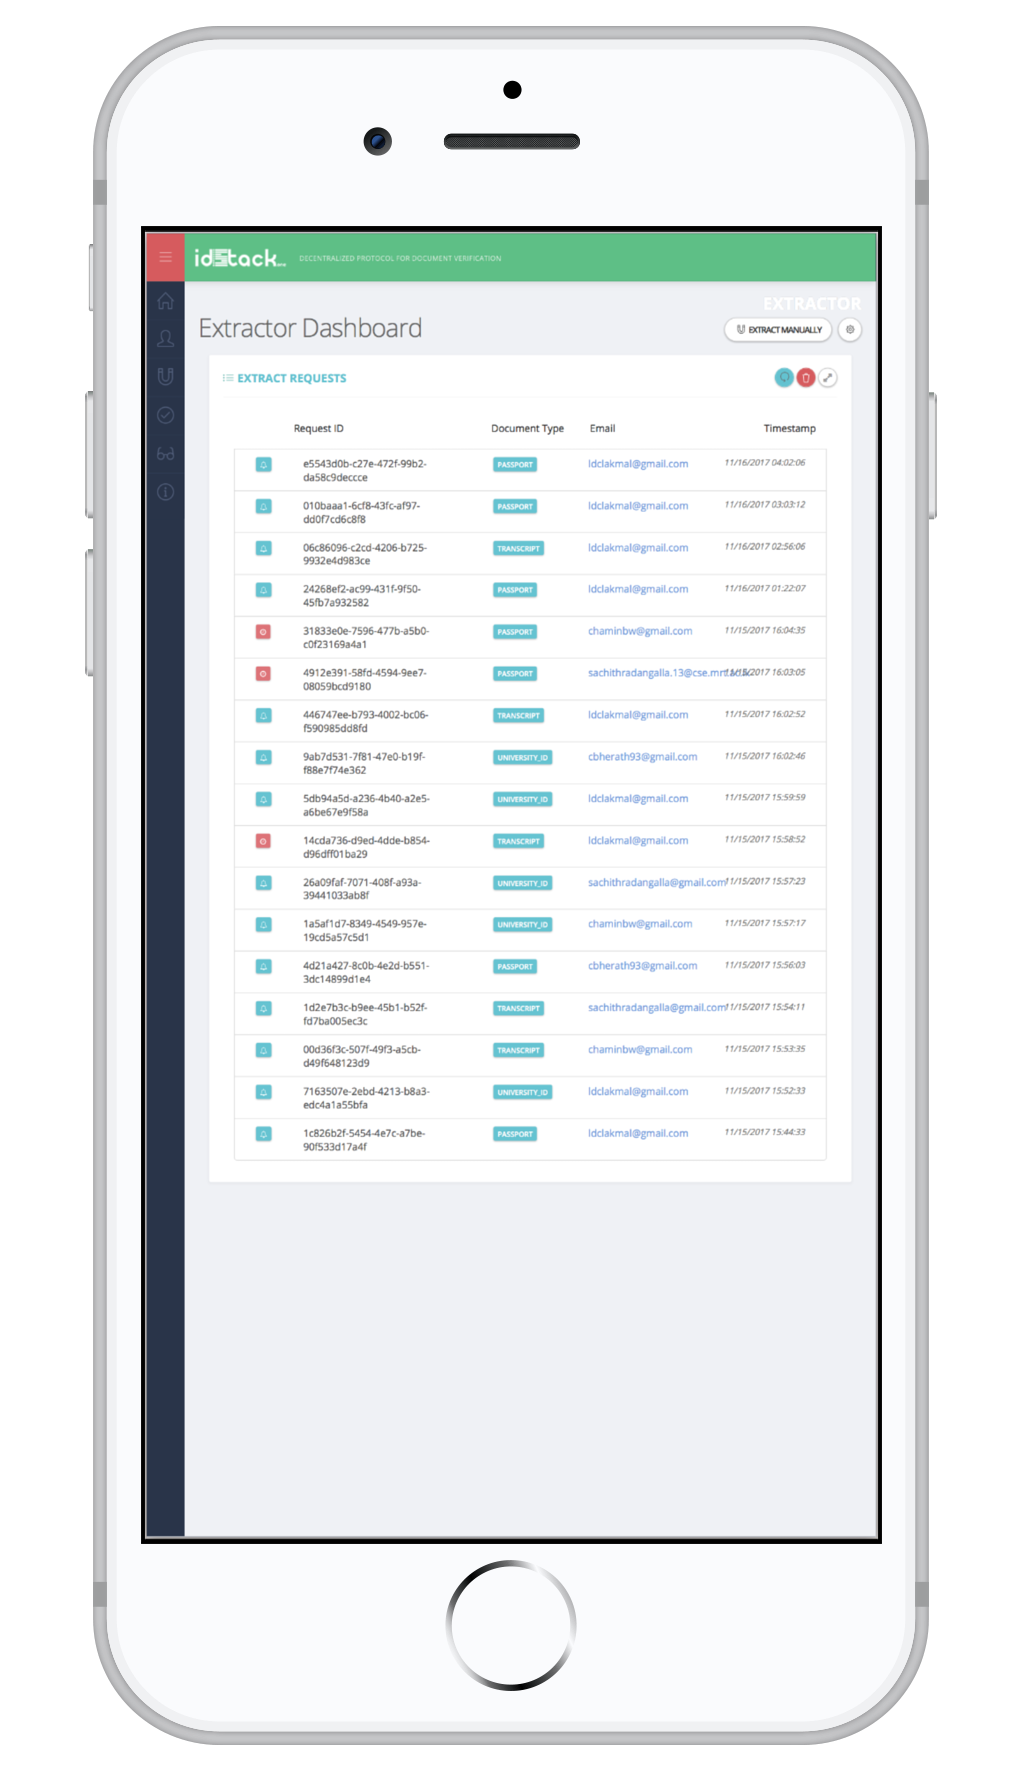 idStack
DECENTRALIZED PROTOCOL FOR DOCUMENT VERIFICATION
EXTRACTOR
Extractor Dashboard
EXTRACT MANUALLY
EXTRACT REQUESTS
Request ID Document Type Email Timestamp
e5543d0b-c27e-472f-99b2- PASSPORT ldclakmal@gmail.com 11/16/2017 04:02:06
da58c9deccce
010baaa1-6cf8-43fc-af97- PASSPORT ldclakmal@gmail.com 11/16/2017 03:03:12
dd0f7cd6c8f8
06c86096-c2cd-4206-b725- TRANSCRIPT ldclakmal@gmail.com 11/16/2017 02:56:06
9932e4d983ce
24268ef2-ac99-431f-9f50- PASSPORT ldclakmal@gmail.com 11/16/2017 01:22:07
45fb7a932582
31833e0e-7596-477b-a5b0- PASSPORT chaminbw@gmail.com 11/15/2017 16:04:35
c0f23169a4a1
4912e391-58fd-4594-9ee7- PASSPORT sachithradangalla.13@cse.mrt.ac.lk 11/15/2017 16:03:05
08059bcd9180
446747ee-b793-4002-bc06- TRANSCRIPT ldclakmal@gmail.com 11/15/2017 16:02:52
f590985dd8fd
9ab7d531-7f81-47e0-b19f- UNIVERSITY_ID cbherath93@gmail.com 11/15/2017 16:02:46
f88e7f74e362
5db94a5d-a236-4b40-a2e5- UNIVERSITY_ID ldclakmal@gmail.com 11/15/2017 15:59:59
a6be67e9f58a
14cda736-d9ed-4dde-b854- TRANSCRIPT ldclakmal@gmail.com 11/15/2017 15:58:52
d96dff01ba29
26a09faf-7071-408f-a93a- UNIVERSITY_ID sachithradangalla@gmail.com 11/15/2017 15:57:23
39441033ab8f
1a5af1d7-8349-4549-957e- UNIVERSITY_ID chaminbw@gmail.com 11/15/2017 15:57:17
19cd5a57c5d1
4d21a427-8c0b-4e2d-b551- PASSPORT cbherath93@gmail.com 11/15/2017 15:56:03
3dc14899d1e4
1d2e7b3c-b9ee-45b1-b52f- TRANSCRIPT sachithradangalla@gmail.com 11/15/2017 15:54:11
fd7ba005ec3c
00d36f3c-507f-49f3-a5cb- TRANSCRIPT chaminbw@gmail.com 11/15/2017 15:53:35
d49f648123d9
7163507e-2ebd-4213-b8a3- UNIVERSITY_ID ldclakmal@gmail.com 11/15/2017 15:52:33
edc4a1a55bfa
1c826b2f-5454-4e7c-a7be- PASSPORT ldclakmal@gmail.com 11/15/2017 15:44:33
90f533d17a4f